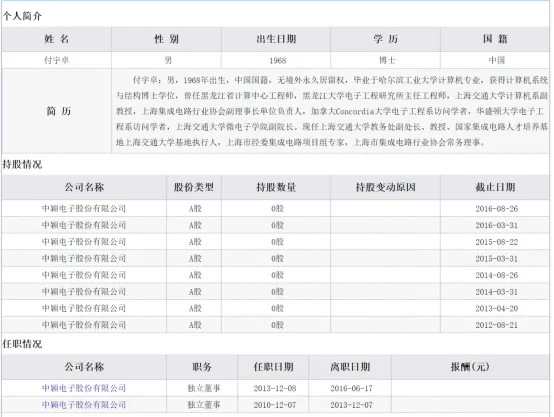 个人简介
姓 名 性 别 出生日期 学 历 国 籍
付宇卓 男 1968 博士 中国
简 历
付宇卓：男，1968年出生，中国国籍，无境外永久居留权，毕业于哈尔滨工业大学计算机专业，获得计算机系统
与结构博士学位，曾任黑龙江省计算中心工程师，黑龙江大学电子工程研究所主任工程师，上海交通大学计算机系副
教授，上海集成电路行业协会副理事长单位负责人，加拿大Concordia大学电子工程系访问学者，华盛顿大学电子工
程系访问学者，上海交通大学微电子学院副院长。现任上海交通大学教务处副处长、教授、国家集成电路人才培养基
地上海交通大学基地执行人，上海市经委集成电路项目组专家，上海市集成电路行业协会常务理事。
持股情况
公司名称 股份类型 持股数量 持股变动原因 截止日期
中颖电子股份有限公司 A股 0股 2016-08-26
中颖电子股份有限公司 A股 0股 2016-03-31
中颖电子股份有限公司 A股 0股 2015-08-22
中颖电子股份有限公司 A股 0股 2015-03-31
中颖电子股份有限公司 A股 0股 2014-08-26
中颖电子股份有限公司 A股 0股 2014-03-31
中颖电子股份有限公司 A股 0股 2013-04-20
中颖电子股份有限公司 A股 0股 2012-08-21
任职情况
公司名称 职务 任职日期 离职日期 报酬(元)
中颖电子股份有限公司 独立董事 2013-12-08 2016-06-17
中颖电子股份有限公司 独立董事 2010-12-07 2013-12-07